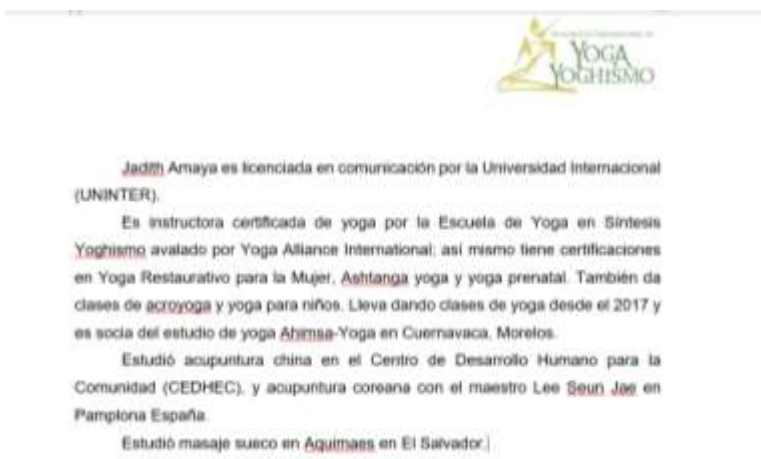 YOGA
YOGHISMO
Jadith Amaya es licenciada en comunicación por la Universidad Internacional
(UNINTER).
Es instructora certificada de yoga por la Escuela de Yoga en Síntesis
Yoghismo avalado por Yoga Alliance International; así mismo tiene certificaciones
en Yoga Restaurativo para la Mujer, Ashtanga yoga y yoga prenatal. También da
clases de acroyoga y yoga para niños. Lleva dando clases de yoga desde el 2017 y
es socia del estudio de yoga Ahimsa-Yoga en Cuernavaca, Morelos.
Estudió acupuntura china en el Centro de Desarrollo Humano para la
Comunidad (CEDHEC), y acupuntura coreana con el maestro Lee Seun Jae en
Pamplona España.
Estudió masaje sueco en Aquimaes en El Salvador.